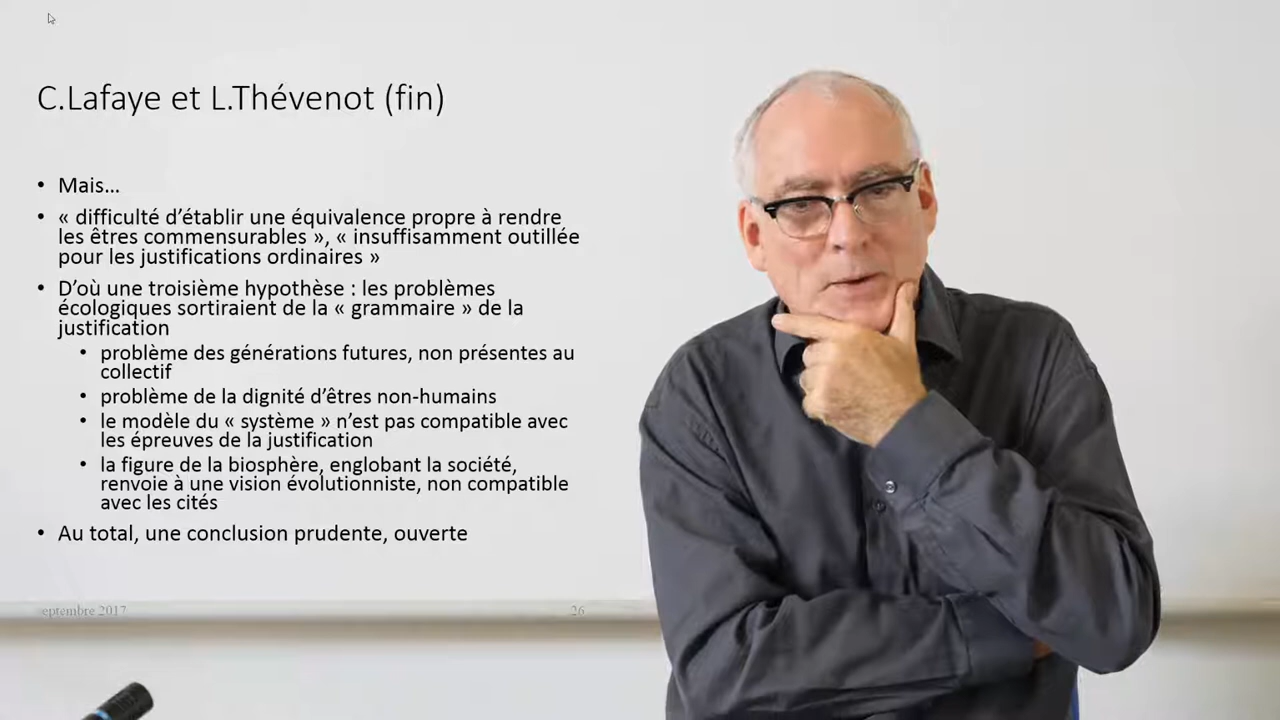 C.Lafaye et L.Thévenot (fin)
• Mais...
• « difficulté d'établir une équivalence propre à rendre
les êtres commensurables », « insuffisamment outillée
pour les justifications ordinaires »
• D'où une troisième hypothèse : les problèmes
écologiques sortiraient de la « grammaire » de la
justification
• problème des générations futures, non présentes au
collectif
• problème de la dignité d'êtres non-humains
• le modèle du « système » n'est pas compatible avec
les épreuves de la justification
• la figure de la biosphère, englobant la société,
renvoie à une vision évolutionniste, non compatible
avec les cités
• Au total, une conclusion prudente, ouverte
eptembre 2017
26